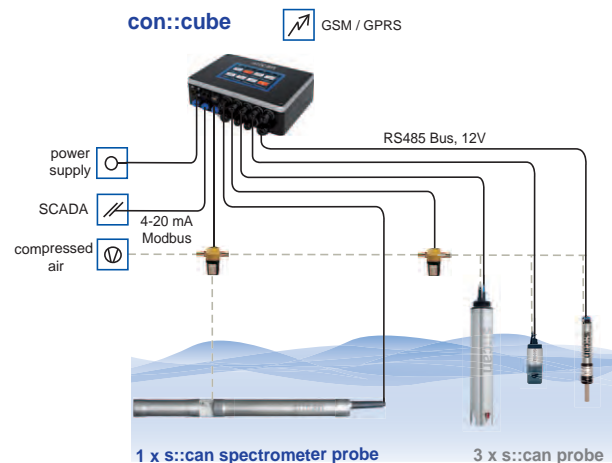 con::cube
GSM / GPRS
RS485 Bus, 12V
power
supply
SCADA
4-20 mA
Modbus
compressed
air
s::can
1 x s::can spectrometer probe
3 x s::can probe